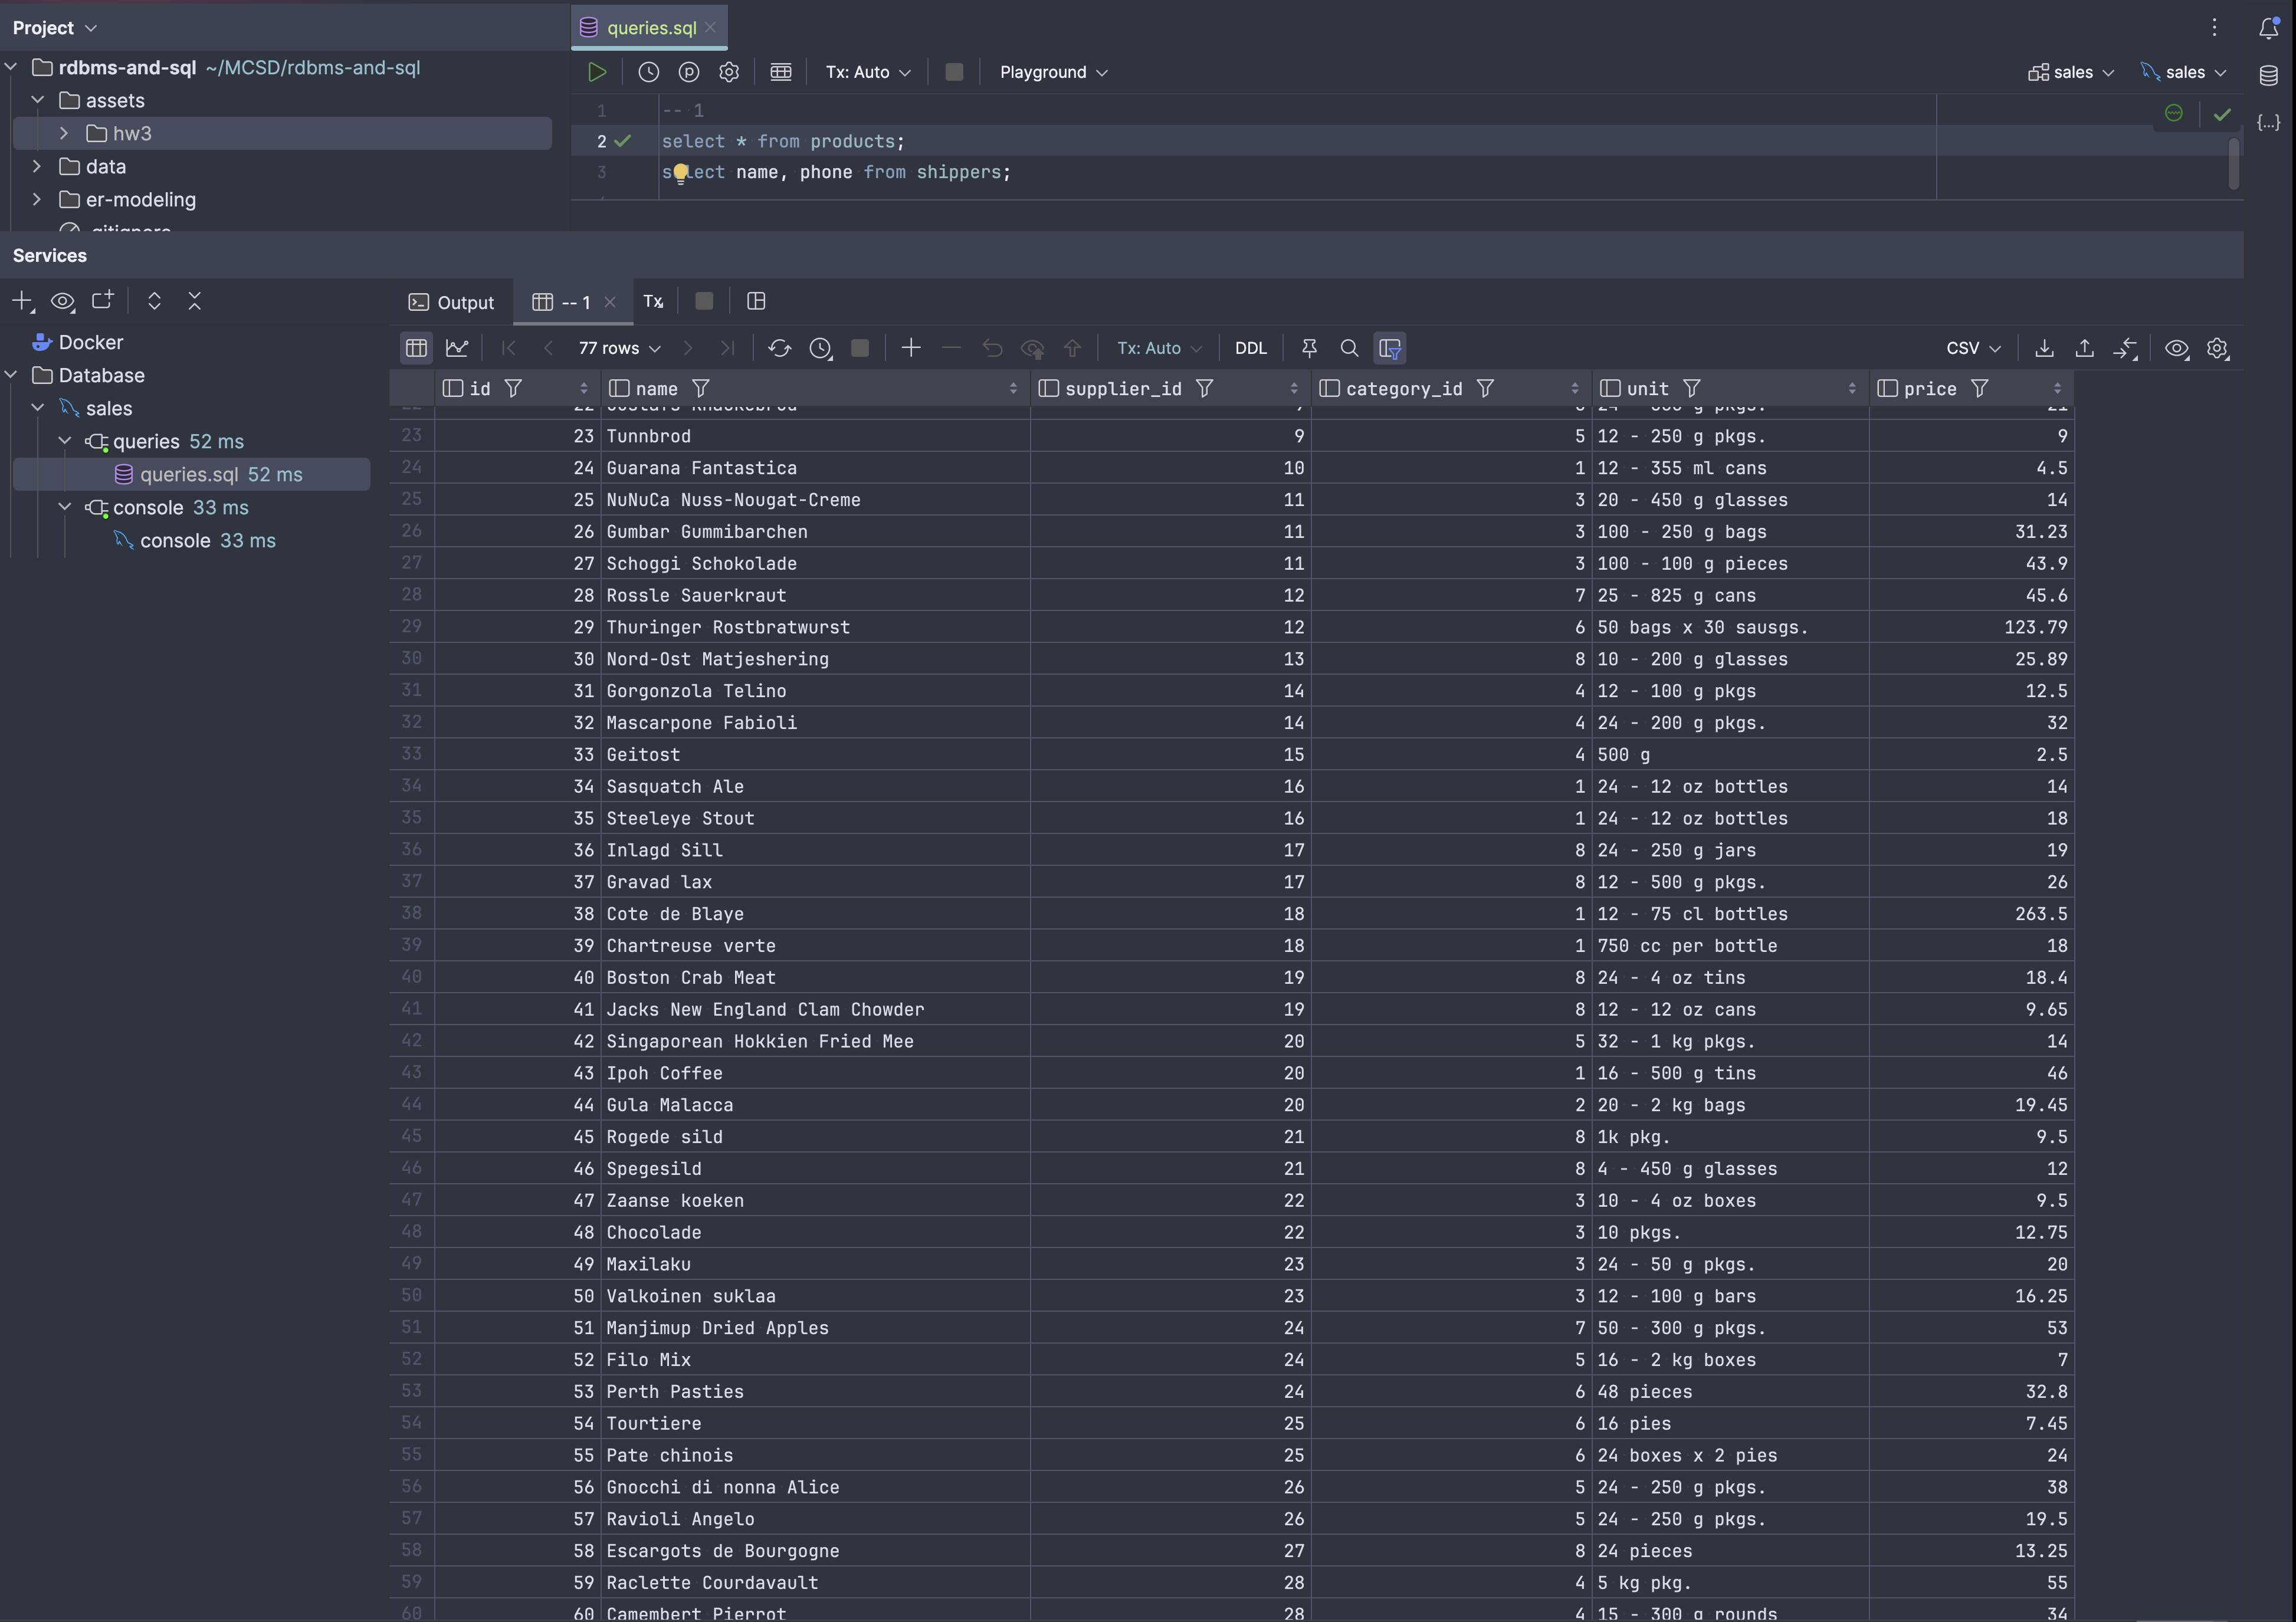 Project
queries.sql
rdbms-and-sql ~/MCSD/rdbms-and-sql
Tx: Auto
Playground
sales
sales
assets
hw3
data
er-modeling
.gitignore
1 -- 1
2 select * from products;
3 select name, phone from shippers;
Services
Output
-- 1
Tx
Docker
Database
sales
queries 52 ms
queries.sql 52 ms
console 33 ms
console 33 ms
77 rows
Tx: Auto
DDL
CSV
id name supplier_id category_id unit price
23 23 Tunnbrod 9 5 12 - 250 g pkgs. 9
24 24 Guarana Fantastica 10 1 12 - 355 ml cans 4.5
25 25 NuNuCa Nuss-Nougat-Creme 11 3 20 - 450 g glasses 14
26 26 Gumbar Gummibarchen 11 3 100 - 250 g bags 31.23
27 27 Schoggi Schokolade 11 3 100 - 100 g pieces 43.9
28 28 Rossle Sauerkraut 12 7 25 - 825 g cans 45.6
29 29 Thuringer Rostbratwurst 12 6 50 bags x 30 sausgs. 123.79
30 30 Nord-Ost Matjeshering 13 8 10 - 200 g glasses 25.89
31 31 Gorgonzola Telino 14 4 12 - 100 g pkgs 12.5
32 32 Mascarpone Fabioli 14 4 24 - 200 g pkgs. 32
33 33 Geitost 15 4 500 g 2.5
34 34 Sasquatch Ale 16 1 24 - 12 oz bottles 14
35 35 Steeleye Stout 16 1 24 - 12 oz bottles 18
36 36 Inlagd Sill 17 8 24 - 250 g jars 19
37 37 Gravad lax 17 8 12 - 500 g pkgs. 26
38 38 Cote de Blaye 18 1 12 - 75 cl bottles 263.5
39 39 Chartreuse verte 18 1 750 cc per bottle 18
40 40 Boston Crab Meat 19 8 24 - 4 oz tins 18.4
41 41 Jacks New England Clam Chowder 19 8 12 - 12 oz cans 9.65
42 42 Singaporean Hokkien Fried Mee 20 5 32 - 1 kg pkgs. 14
43 43 Ipoh Coffee 20 1 16 - 500 g tins 46
44 44 Gula Malacca 20 2 20 - 2 kg bags 19.45
45 45 Rogede sild 21 8 1k pkg. 9.5
46 46 Spegesild 21 8 4 - 450 g glasses 12
47 47 Zaanse koeken 22 3 10 - 4 oz boxes 9.5
48 48 Chocolade 22 3 10 pkgs. 12.75
49 49 Maxilaku 23 3 24 - 50 g pkgs. 20
50 50 Valkoinen suklaa 23 3 12 - 100 g bars 16.25
51 51 Manjimup Dried Apples 24 7 50 - 300 g pkgs. 53
52 52 Filo Mix 24 5 16 - 2 kg boxes 7
53 53 Perth Pasties 24 6 48 pieces 32.8
54 54 Tourtiere 25 6 16 pies 7.45
55 55 Pate chinois 25 6 24 boxes x 2 pies 24
56 56 Gnocchi di nonna Alice 26 5 24 - 250 g pkgs. 38
57 57 Ravioli Angelo 26 5 24 - 250 g pkgs. 19.5
58 58 Escargots de Bourgogne 27 8 24 pieces 13.25
59 59 Raclette Courdavault 28 4 5 kg pkg. 55
60 60 Camembert Pierrot 28 4 15 - 300 g rounds 34